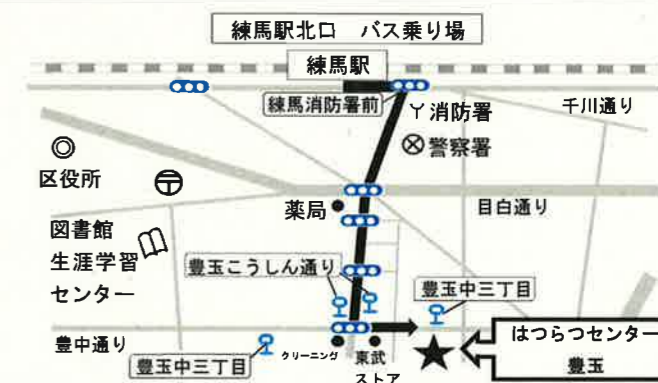 練馬駅北口　バス乗り場
練馬駅
練馬消防署前
消防署
千川通り
警察署
区役所
薬局
目白通り
図書館
生涯学習
センター
豊玉こうしん通り
豊玉中三丁目
豊中通り
豊玉中三丁目
クリーニング
東武
ストア
はつらつセンター
豊玉